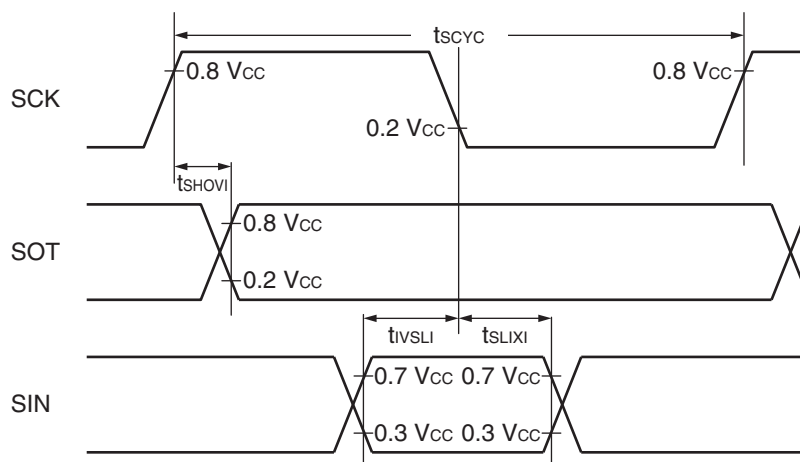 tSCYC
SCK
0.8 VCC
0.8 VCC
0.2 VCC
tSHOVI
SOT
0.8 VCC
0.2 VCC
tIVSLI
tSLIXI
SIN
0.7 VCC 0.7 VCC
0.3 VCC 0.3 VCC